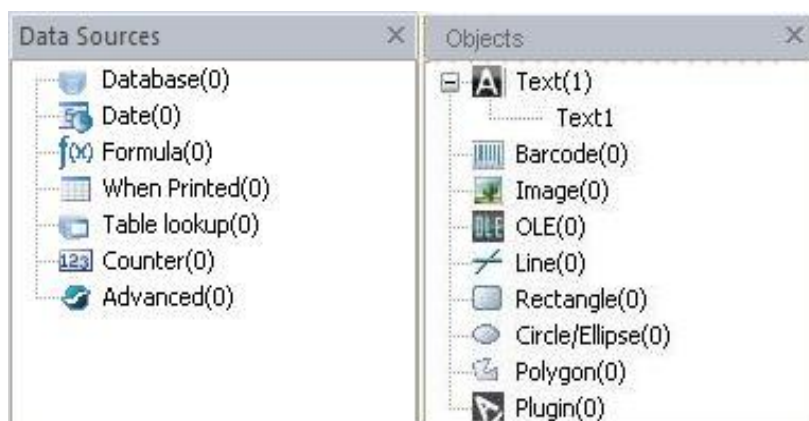 Data Sources
Database(0)
Date(0)
f(x) Formula(0)
When Printed(0)
Table lookup(0)
123 Counter(0)
Advanced(0)
Objects
A Text(1)
Text1
Barcode(0)
Image(0)
OLE OLE(0)
Line(0)
Rectangle(0)
Circle/Ellipse(0)
Polygon(0)
A Plugin(0)